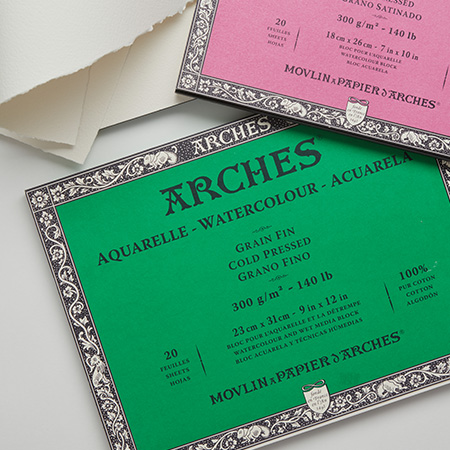 PRESSED
GRANO SATINADO
300 g/m² - 140 lb
20
FEUILLES
SHEETS
HOJAS
18 cm x 26 cm - 7 in x 10 in
BLOC POUR L'AQUARELLE
WATERCOLOUR BLOCK
BLOC ACUARELA
MOVLIN A PAPIER D'ARCHES®
ARCHES
ARCHES
AQUARELLE - WATERCOLOUR - ACUARELA
GRAIN FIN
COLD PRESSED
GRANO FINO
300 g/m² - 140 lb
23 cm x 31 cm - 9 in x 12 in
BLOC POUR L'AQUARELLE ET LA DÉTREMPE
WATERCOLOUR AND WET MEDIA BLOCK
BLOC ACUARELA Y TÉCNICAS HÚMEDAS
20
FEUILLES
SHEETS
HOJAS
100%
PUR COTON
COTTON
ALGODÓN
MOVLIN A PAPIER D'ARCHES®